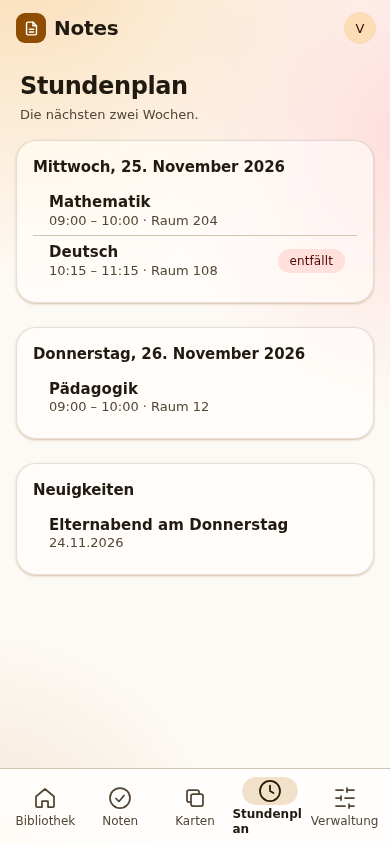 Notes
V
Stundenplan
Die nächsten zwei Wochen.
Mittwoch, 25. November 2026
Mathematik
09:00 – 10:00 · Raum 204
Deutsch
10:15 – 11:15 · Raum 108
entfällt
Donnerstag, 26. November 2026
Pädagogik
09:00 – 10:00 · Raum 12
Neuigkeiten
Elternabend am Donnerstag
24.11.2026
Bibliothek
Noten
Karten
Stundenpl
an
Verwaltung